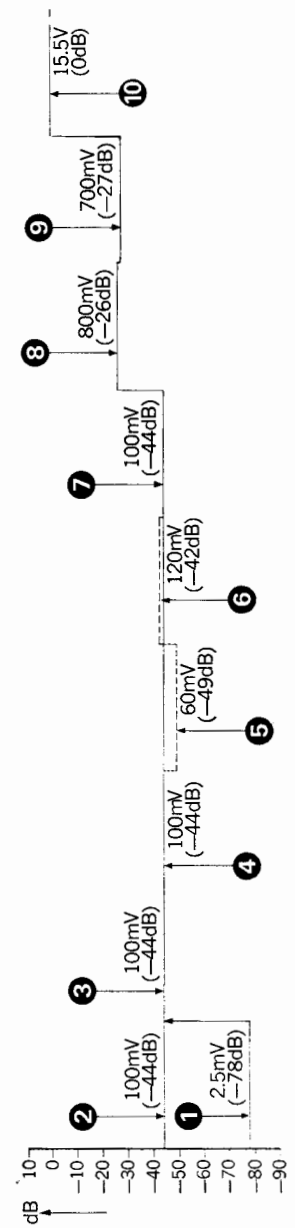 dB
10
0
−10
−20
−30
−40
−50
−60
−70
−80
−90
1
2.5mV
(−78dB)
2
100mV
(−44dB)
3
100mV
(−44dB)
4
100mV
(−44dB)
5
60mV
(−49dB)
6
120mV
(−42dB)
7
100mV
(−44dB)
8
800mV
(−26dB)
9
700mV
(−27dB)
10
15.5V
(0dB)